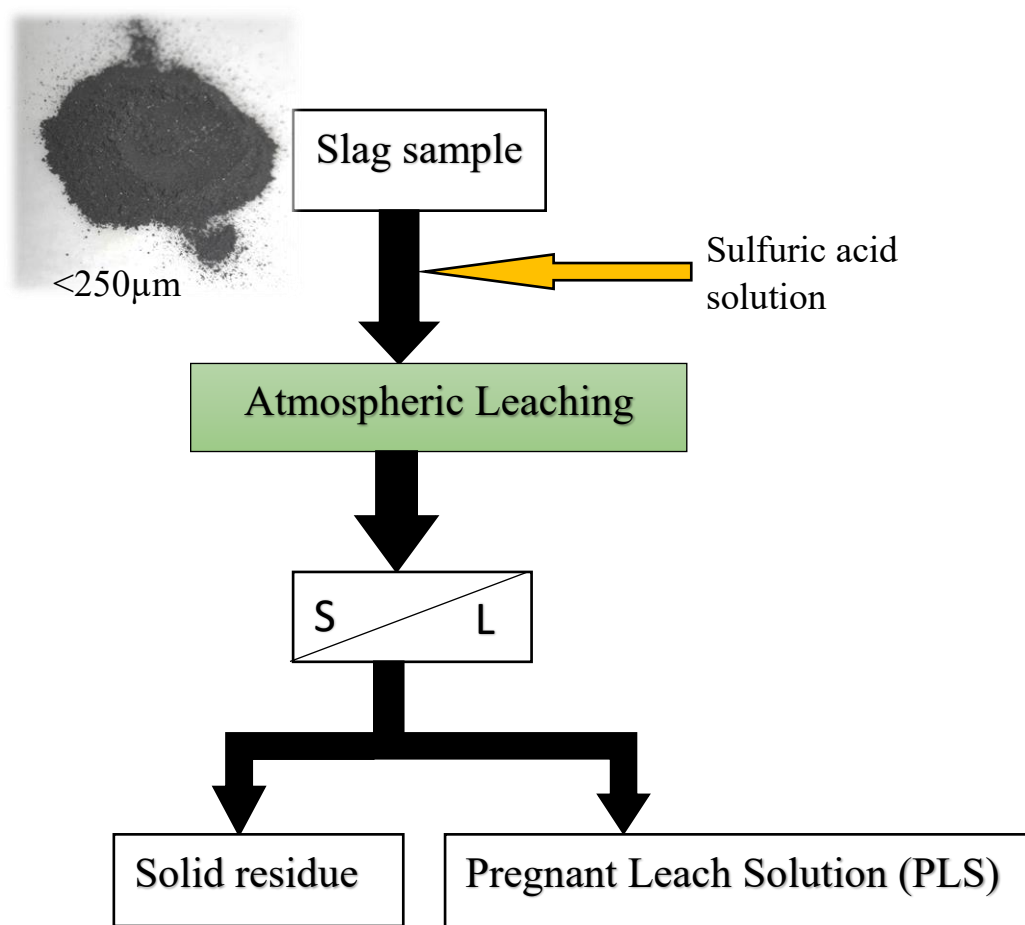 Slag sample
<250µm
Sulfuric acid
solution
Atmospheric Leaching
S
L
Solid residue
Pregnant Leach Solution (PLS)